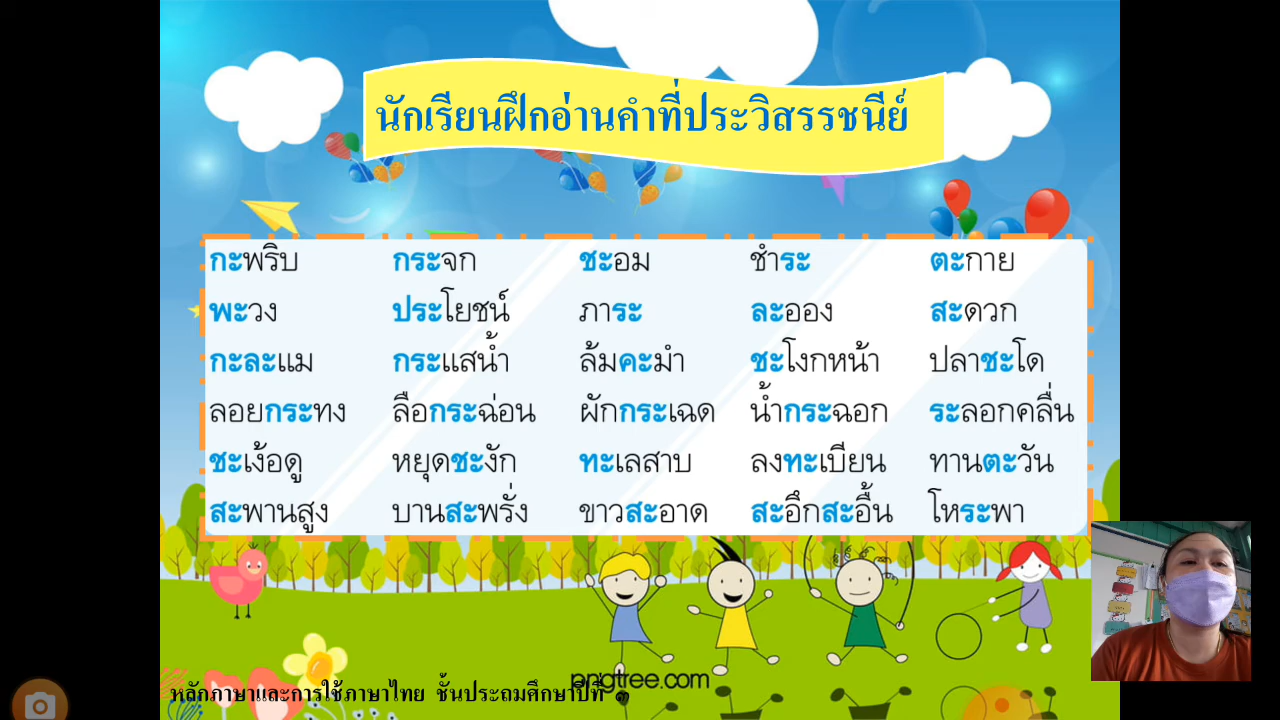 นักเรียนฝึกอ่านคำที่ประวิสรรชนีย์
กะพริบ กระจก ชะอม ชำระ ตะกาย
พะวง ประโยชน์ ภาระ ละออง สะดวก
กะละแม กระแสน้ำ ล้มคะมำ ชะโงกหน้า ปลาชะโด
ลอยกระทง ลือกระฉ่อน ผักกระเฉด น้ำกระฉอก ระลอกคลื่น
ชะเง้อดู หยุดชะงัก ทะเลสาบ ลงทะเบียน ทานตะวัน
สะพานสูง บานสะพรั่ง ขาวสะอาด สะอึกสะอื้น โหระพา
pngtree.com
หลักภาษาและการใช้ภาษาไทย ชั้นประถมศึกษาปีที่ ๓